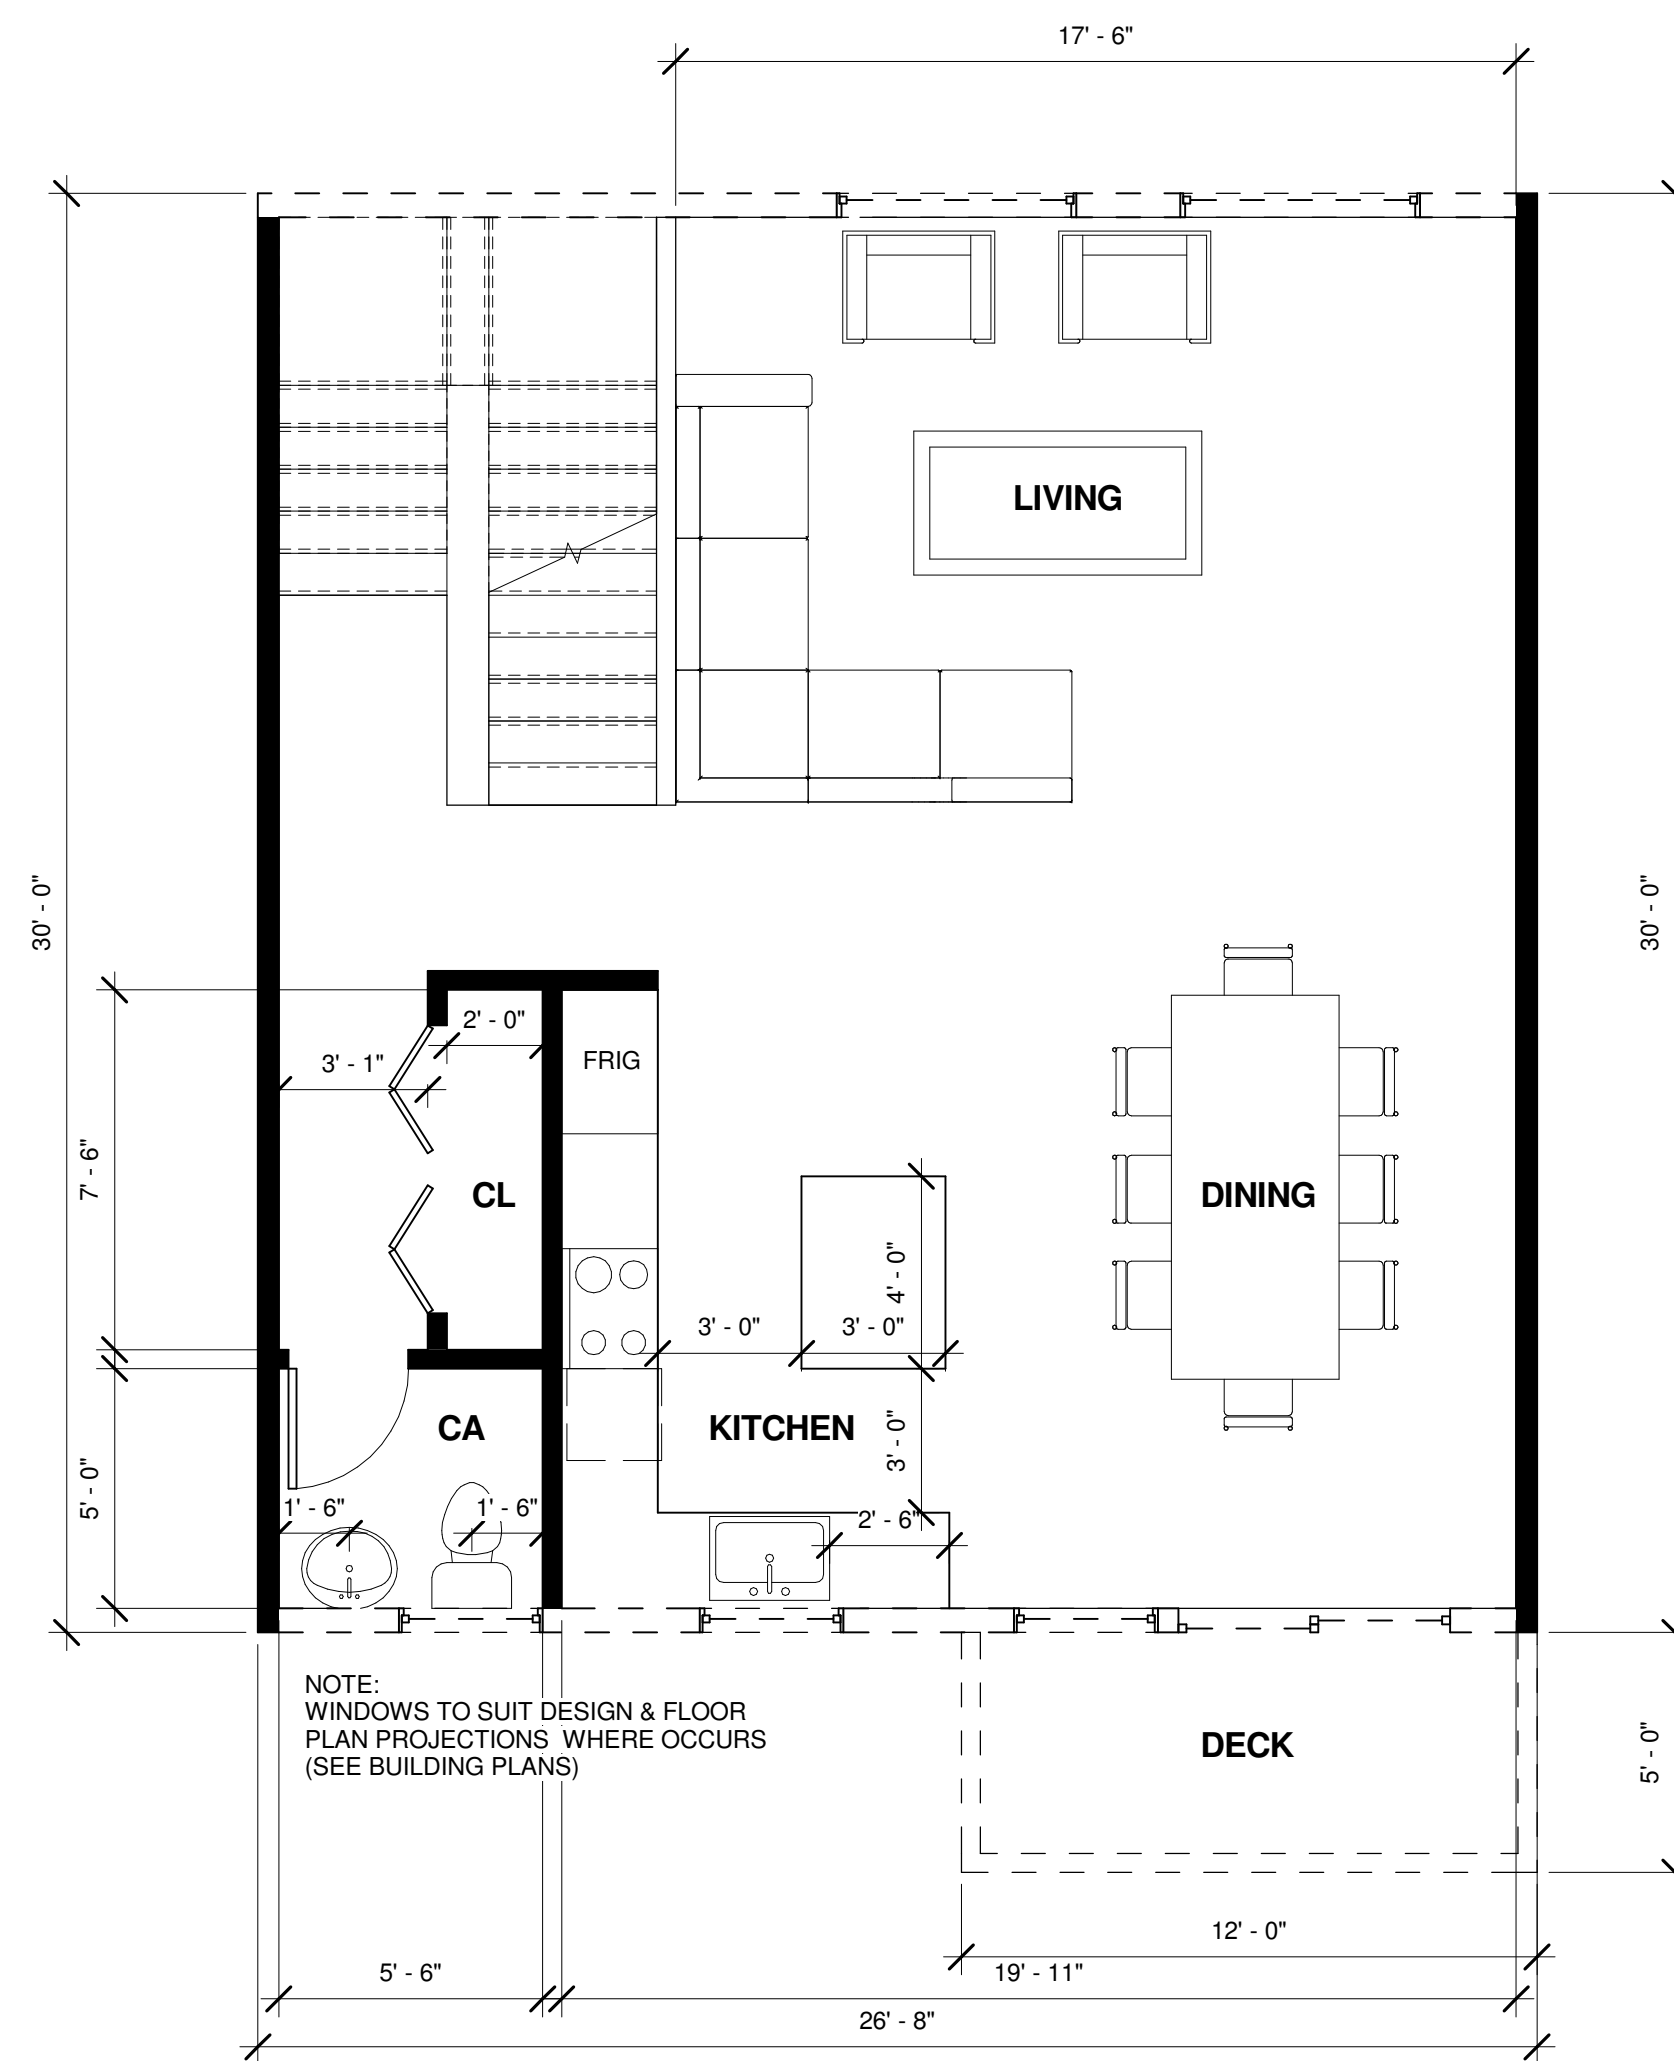 17' - 6"
LIVING
30' - 0"
30' - 0"
2' - 0"
3' - 1"
FRIG
7' - 6"
CL
DINING
4' - 0"
3' - 0"
3' - 0"
CA
KITCHEN
3' - 0"
5' - 0"
1' - 6"
1' - 6"
2' - 6"
NOTE:
WINDOWS TO SUIT DESIGN & FLOOR
PLAN PROJECTIONS  WHERE OCCURS
(SEE BUILDING PLANS)
DECK
5' - 0"
12' - 0"
5' - 6"
19' - 11"
26' - 8"